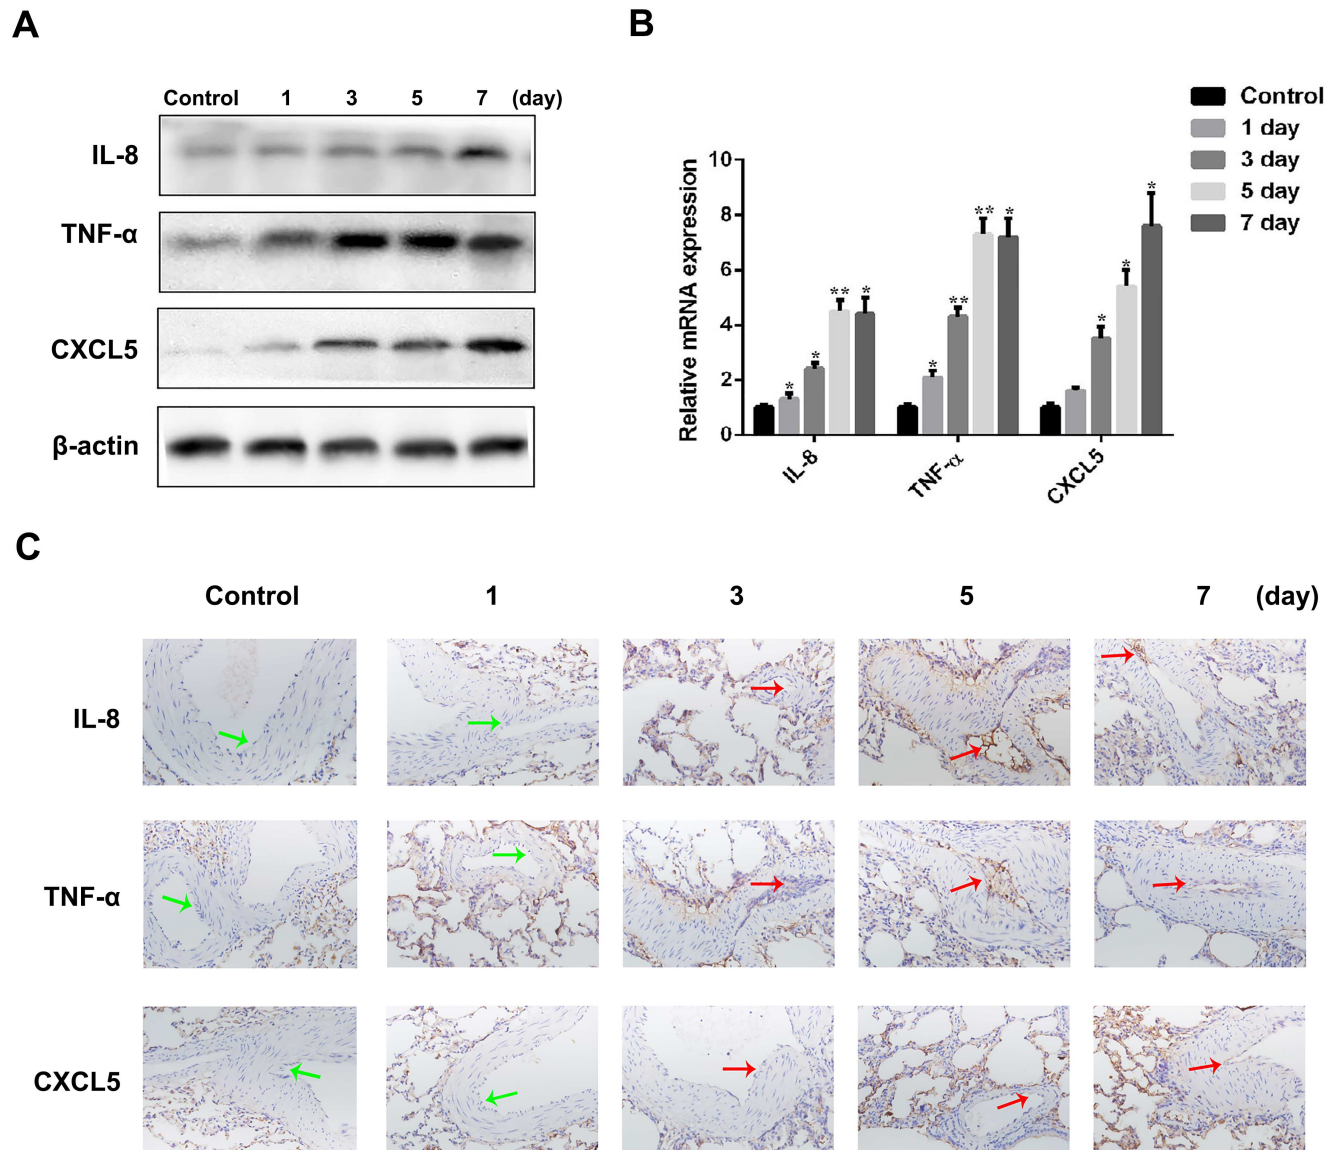 A
Control 1 3 5 7 (day)
IL-8
TNF-α
CXCL5
β-actin
B
Control
1 day
3 day
5 day
7 day
Relative mRNA expression
10
8
6
4
2
0
* * ** *
* ** ** *
* * *
IL-8
TNF-α
CXCL5
C
Control 1 3 5 7 (day)
IL-8
TNF-α
CXCL5